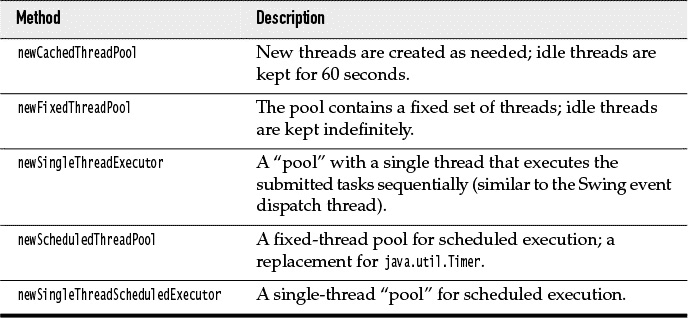 Method Description
newCachedThreadPool New threads are created as needed; idle threads are
kept for 60 seconds.
newFixedThreadPool The pool contains a fixed set of threads; idle threads
are kept indefinitely.
newSingleThreadExecutor A “pool” with a single thread that executes the
submitted tasks sequentially (similar to the Swing event
dispatch thread).
newScheduledThreadPool A fixed-thread pool for scheduled execution; a
replacement for java.util.Timer.
newSingleThreadScheduledExecutor A single-thread “pool” for scheduled execution.